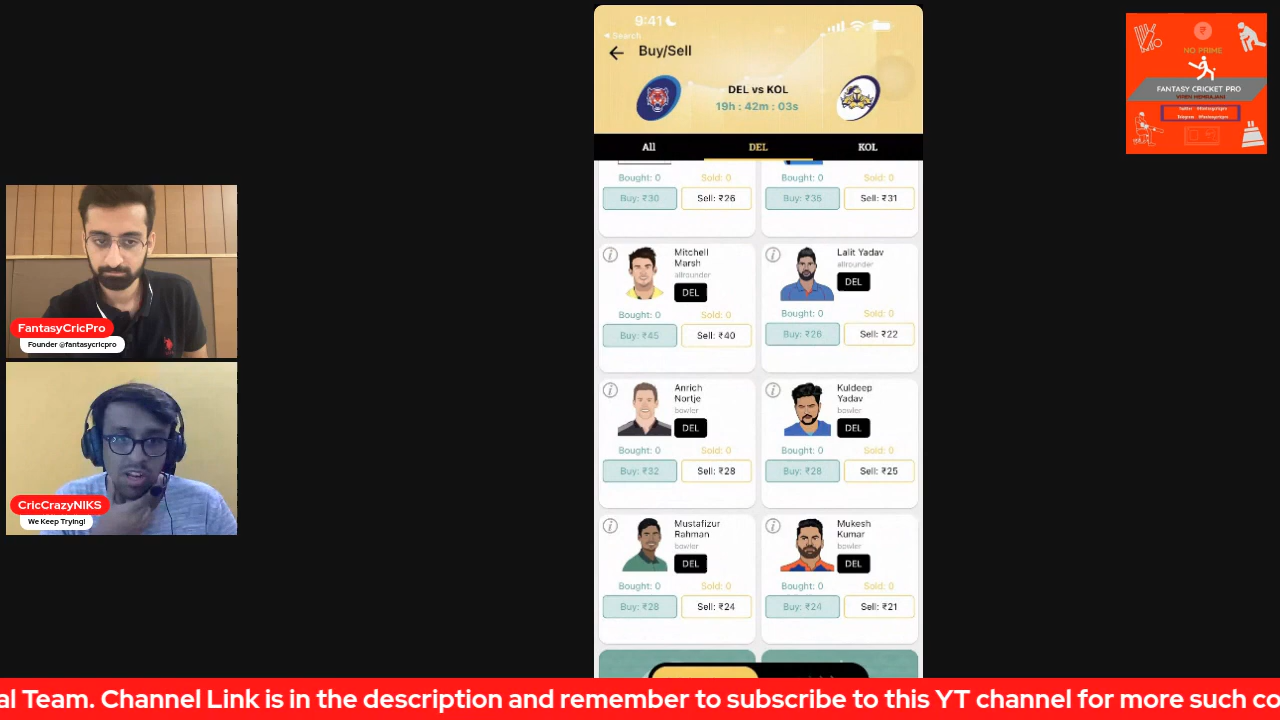 9:41
Search
Buy/Sell
DEL vs KOL
19h : 42m : 03s
All DEL KOL
Bought: 0 Sold: 0
Buy: ₹30 Sell: ₹26
Bought: 0 Sold: 0
Buy: ₹36 Sell: ₹31
Mitchell
Marsh
allrounder
DEL
Bought: 0 Sold: 0
Buy: ₹45 Sell: ₹40
Lalit Yadav
allrounder
DEL
Bought: 0 Sold: 0
Buy: ₹26 Sell: ₹22
Anrich
Nortje
bowler
DEL
Bought: 0 Sold: 0
Buy: ₹32 Sell: ₹28
Kuldeep
Yadav
bowler
DEL
Bought: 0 Sold: 0
Buy: ₹28 Sell: ₹25
Mustafizur
Rahman
bowler
DEL
Bought: 0 Sold: 0
Buy: ₹28 Sell: ₹24
Mukesh
Kumar
bowler
DEL
Bought: 0 Sold: 0
Buy: ₹24 Sell: ₹21
FantasyCricPro
Founder @fantasycricpro
CricCrazyNIKS
We Keep Trying!
NO PRIME
FANTASY CRICKET PRO
al Team. Channel Link is in the description and remember to subscribe to this YT channel for more such co